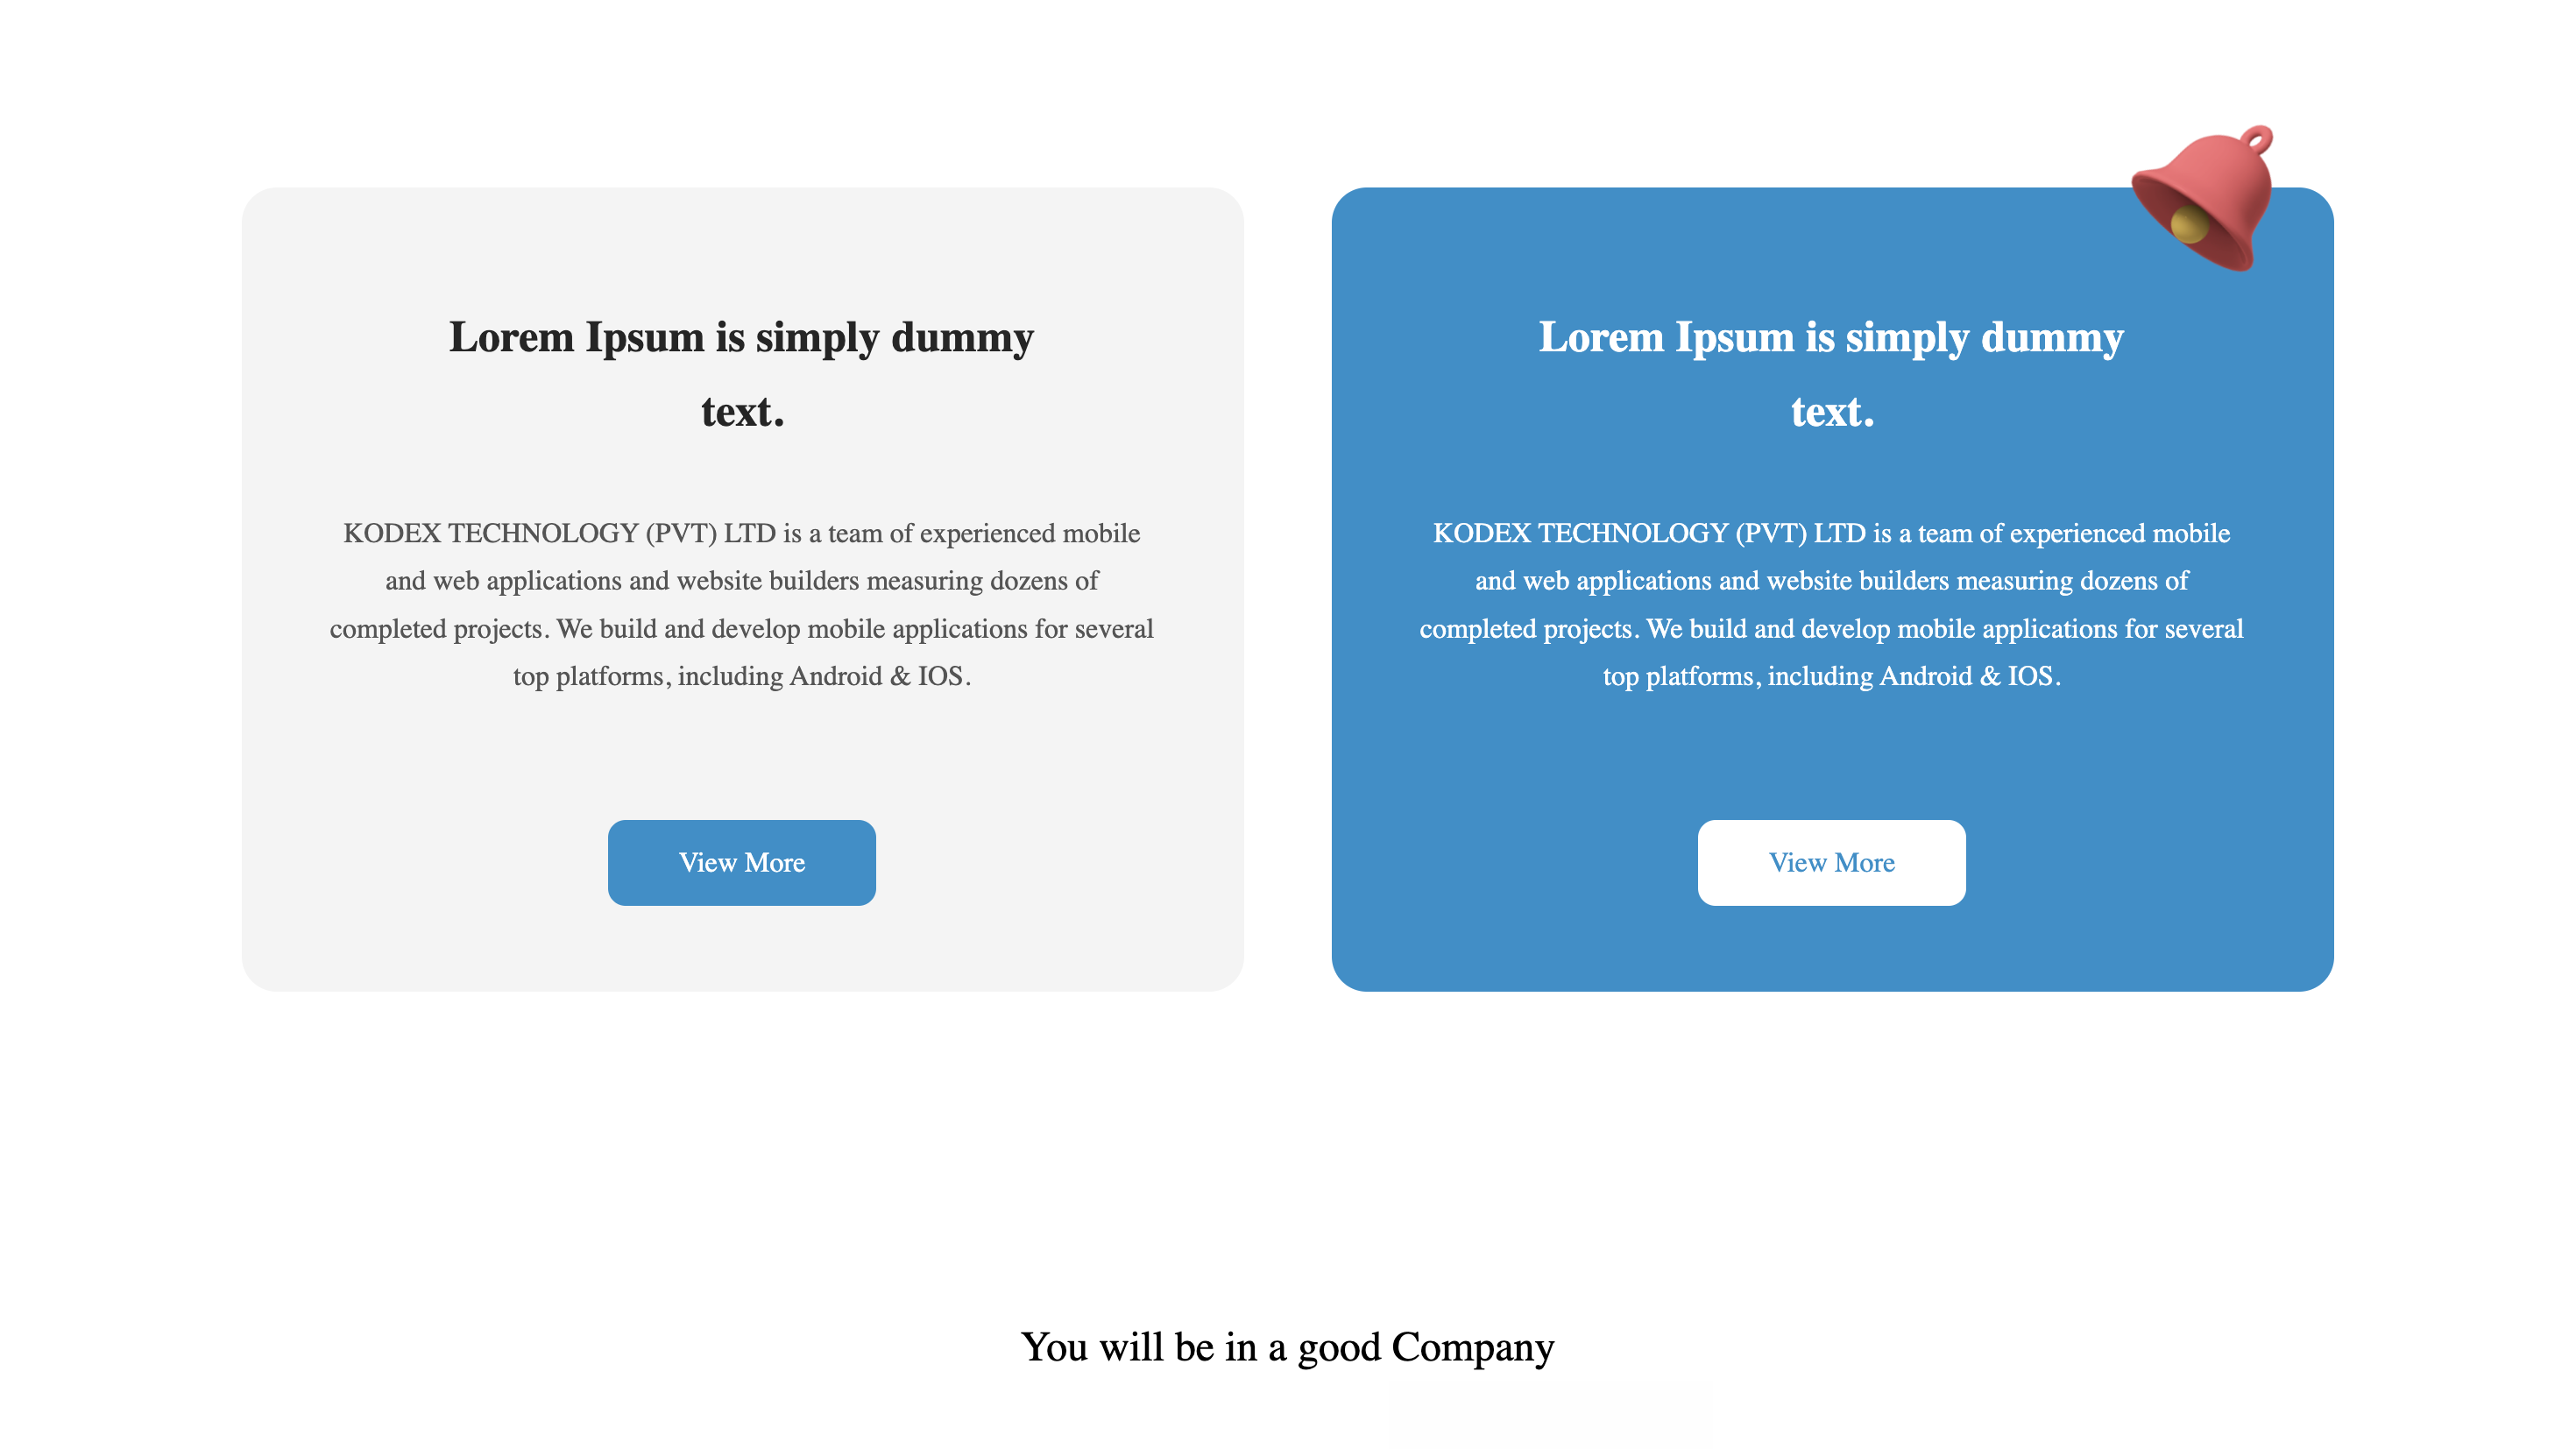 Lorem Ipsum is simply dummy
text.
KODEX TECHNOLOGY (PVT) LTD is a team of experienced mobile
and web applications and website builders measuring dozens of
completed projects. We build and develop mobile applications for several
top platforms, including Android & IOS.
View More
Lorem Ipsum is simply dummy
text.
KODEX TECHNOLOGY (PVT) LTD is a team of experienced mobile
and web applications and website builders measuring dozens of
completed projects. We build and develop mobile applications for several
top platforms, including Android & IOS.
View More
You will be in a good Company